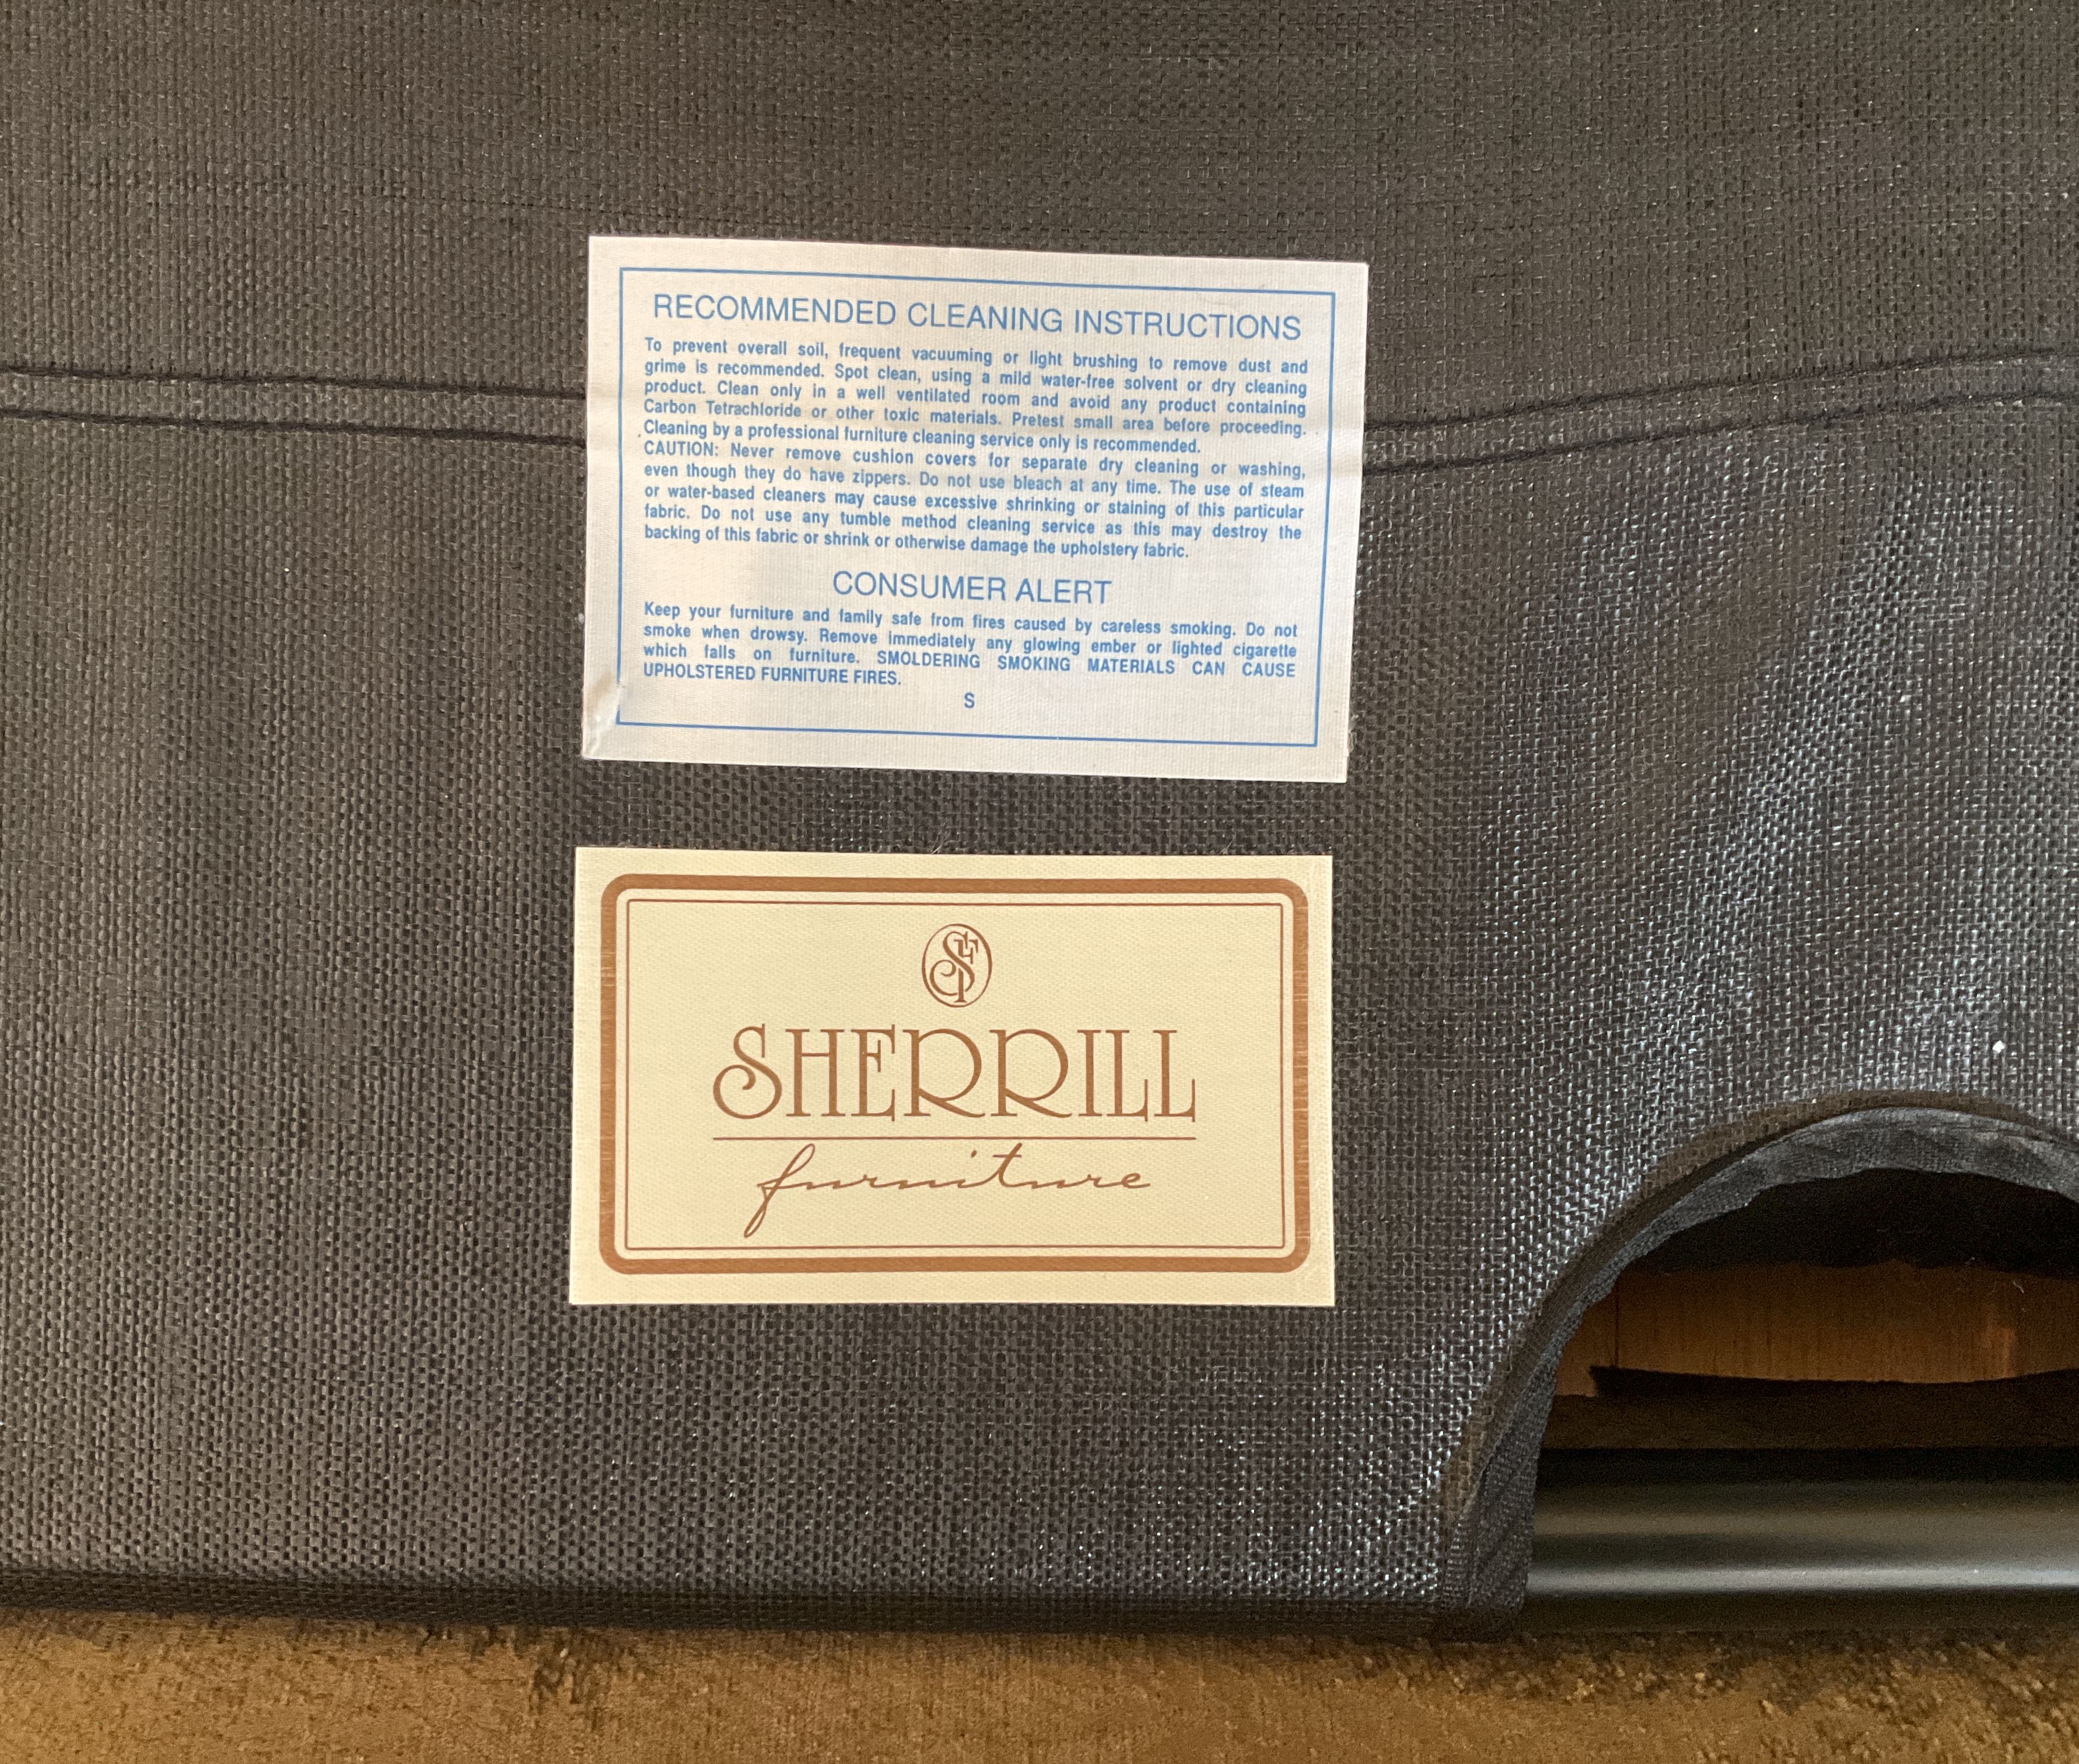 RECOMMENDED CLEANING INSTRUCTIONS
To prevent overall soil, frequent vacuuming or light brushing to remove dust and
grime is recommended. Spot clean, using a mild water-free solvent or dry cleaning
product. Clean only in a well ventilated room and avoid any product containing
Carbon Tetrachloride or other toxic materials. Pretest small area before proceeding.
Cleaning by a professional furniture cleaning service only is recommended.
CAUTION: Never remove cushion covers for separate dry cleaning or washing,
even though they do have zippers. Do not use bleach at any time. The use of steam
or water-based cleaners may cause excessive shrinking or staining of this particular
fabric. Do not use any tumble method cleaning service as this may destroy the
backing of this fabric or shrink or otherwise damage the upholstery fabric.
CONSUMER ALERT
Keep your furniture and family safe from fires caused by careless smoking. Do not
smoke when drowsy. Remove immediately any glowing ember or lighted cigarette
which falls on furniture. SMOLDERING SMOKING MATERIALS CAN CAUSE
UPHOLSTERED FURNITURE FIRES.
S
SF
SHERRILL
furniture